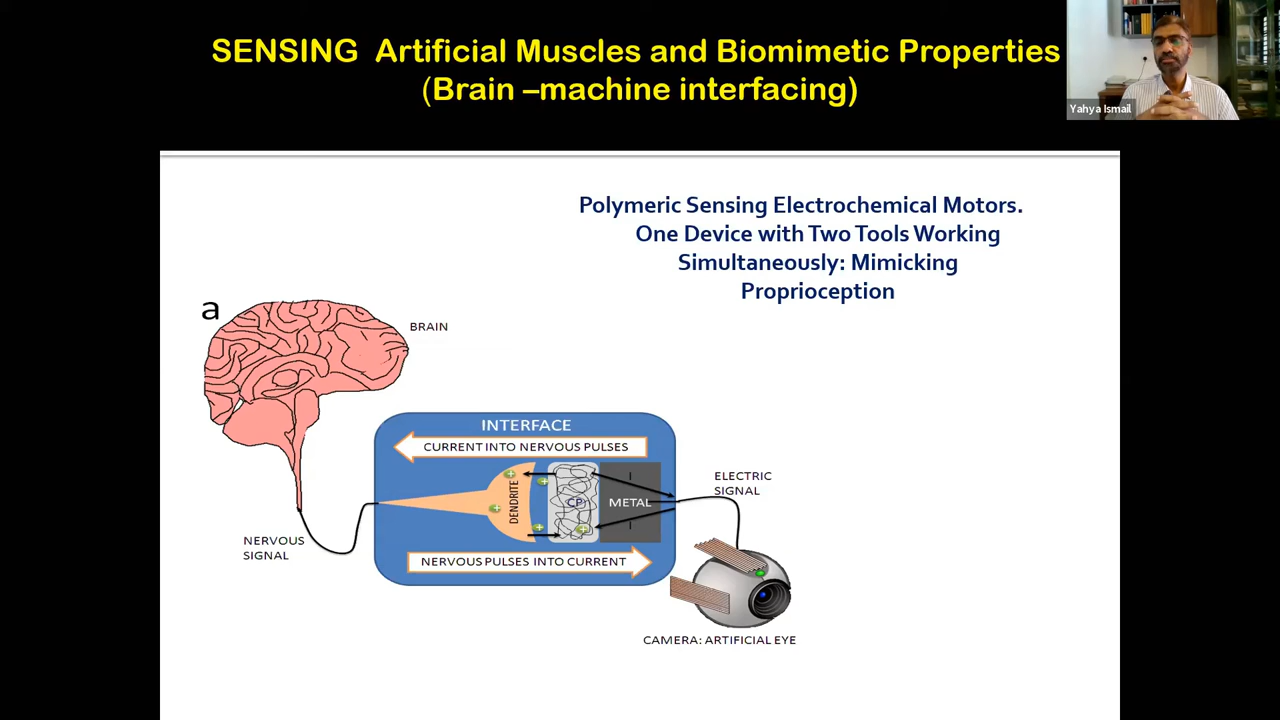 SENSING Artificial Muscles and Biomimetic Properties
(Brain –machine interfacing)
Yahya Ismail
Polymeric Sensing Electrochemical Motors.
One Device with Two Tools Working
Simultaneously: Mimicking
Proprioception
a
BRAIN
INTERFACE
CURRENT INTO NERVOUS PULSES
DENDRITE
CP
I
METAL
I
ELECTRIC
SIGNAL
NERVOUS
SIGNAL
NERVOUS PULSES INTO CURRENT
CAMERA: ARTIFICIAL EYE